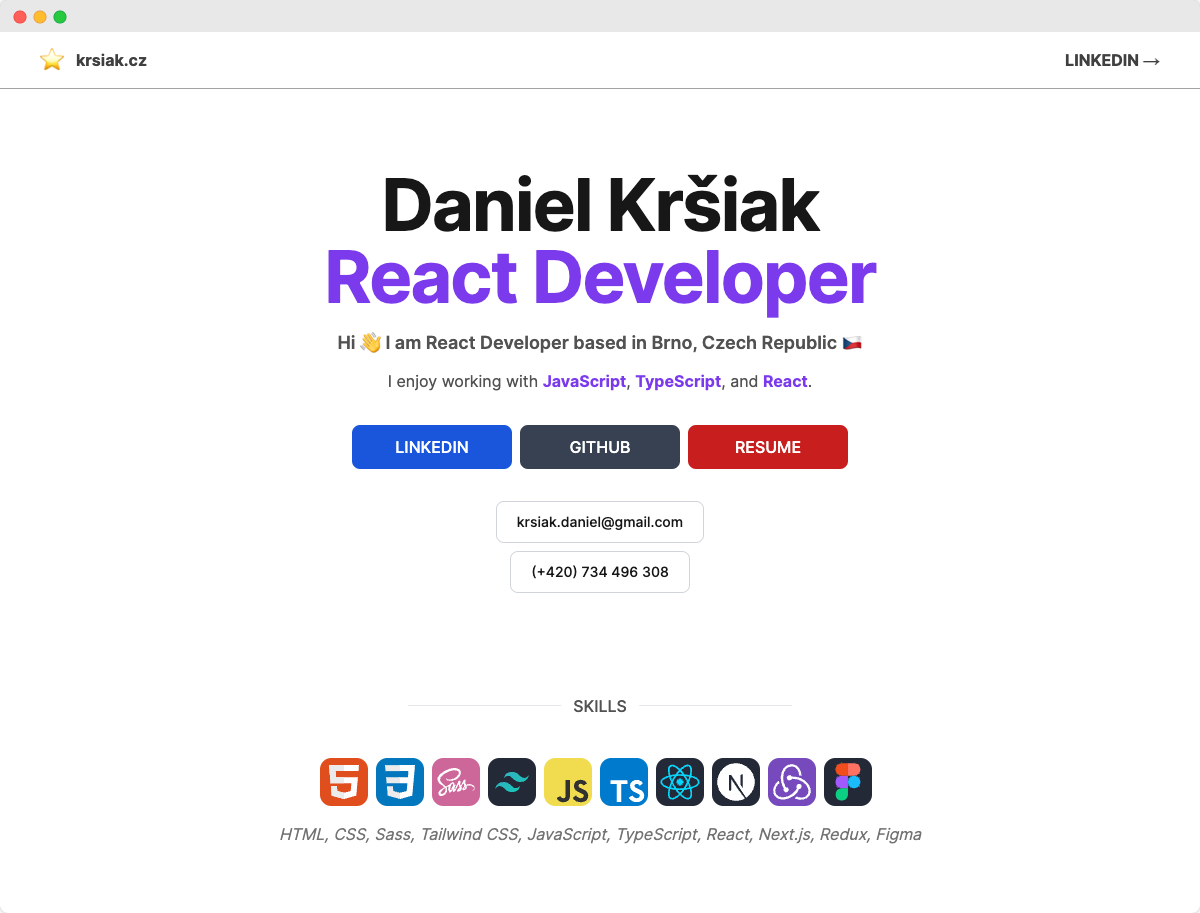 krsiak.cz
LINKEDIN →
Daniel Kršiak
React Developer
Hi 👋 I am React Developer based in Brno, Czech Republic 🇨🇿
I enjoy working with JavaScript, TypeScript, and React.
LINKEDIN GITHUB RESUME
krsiak.daniel@gmail.com
(+420) 734 496 308
SKILLS
5 3 Sass JS TS N
HTML, CSS, Sass, Tailwind CSS, JavaScript, TypeScript, React, Next.js, Redux, Figma